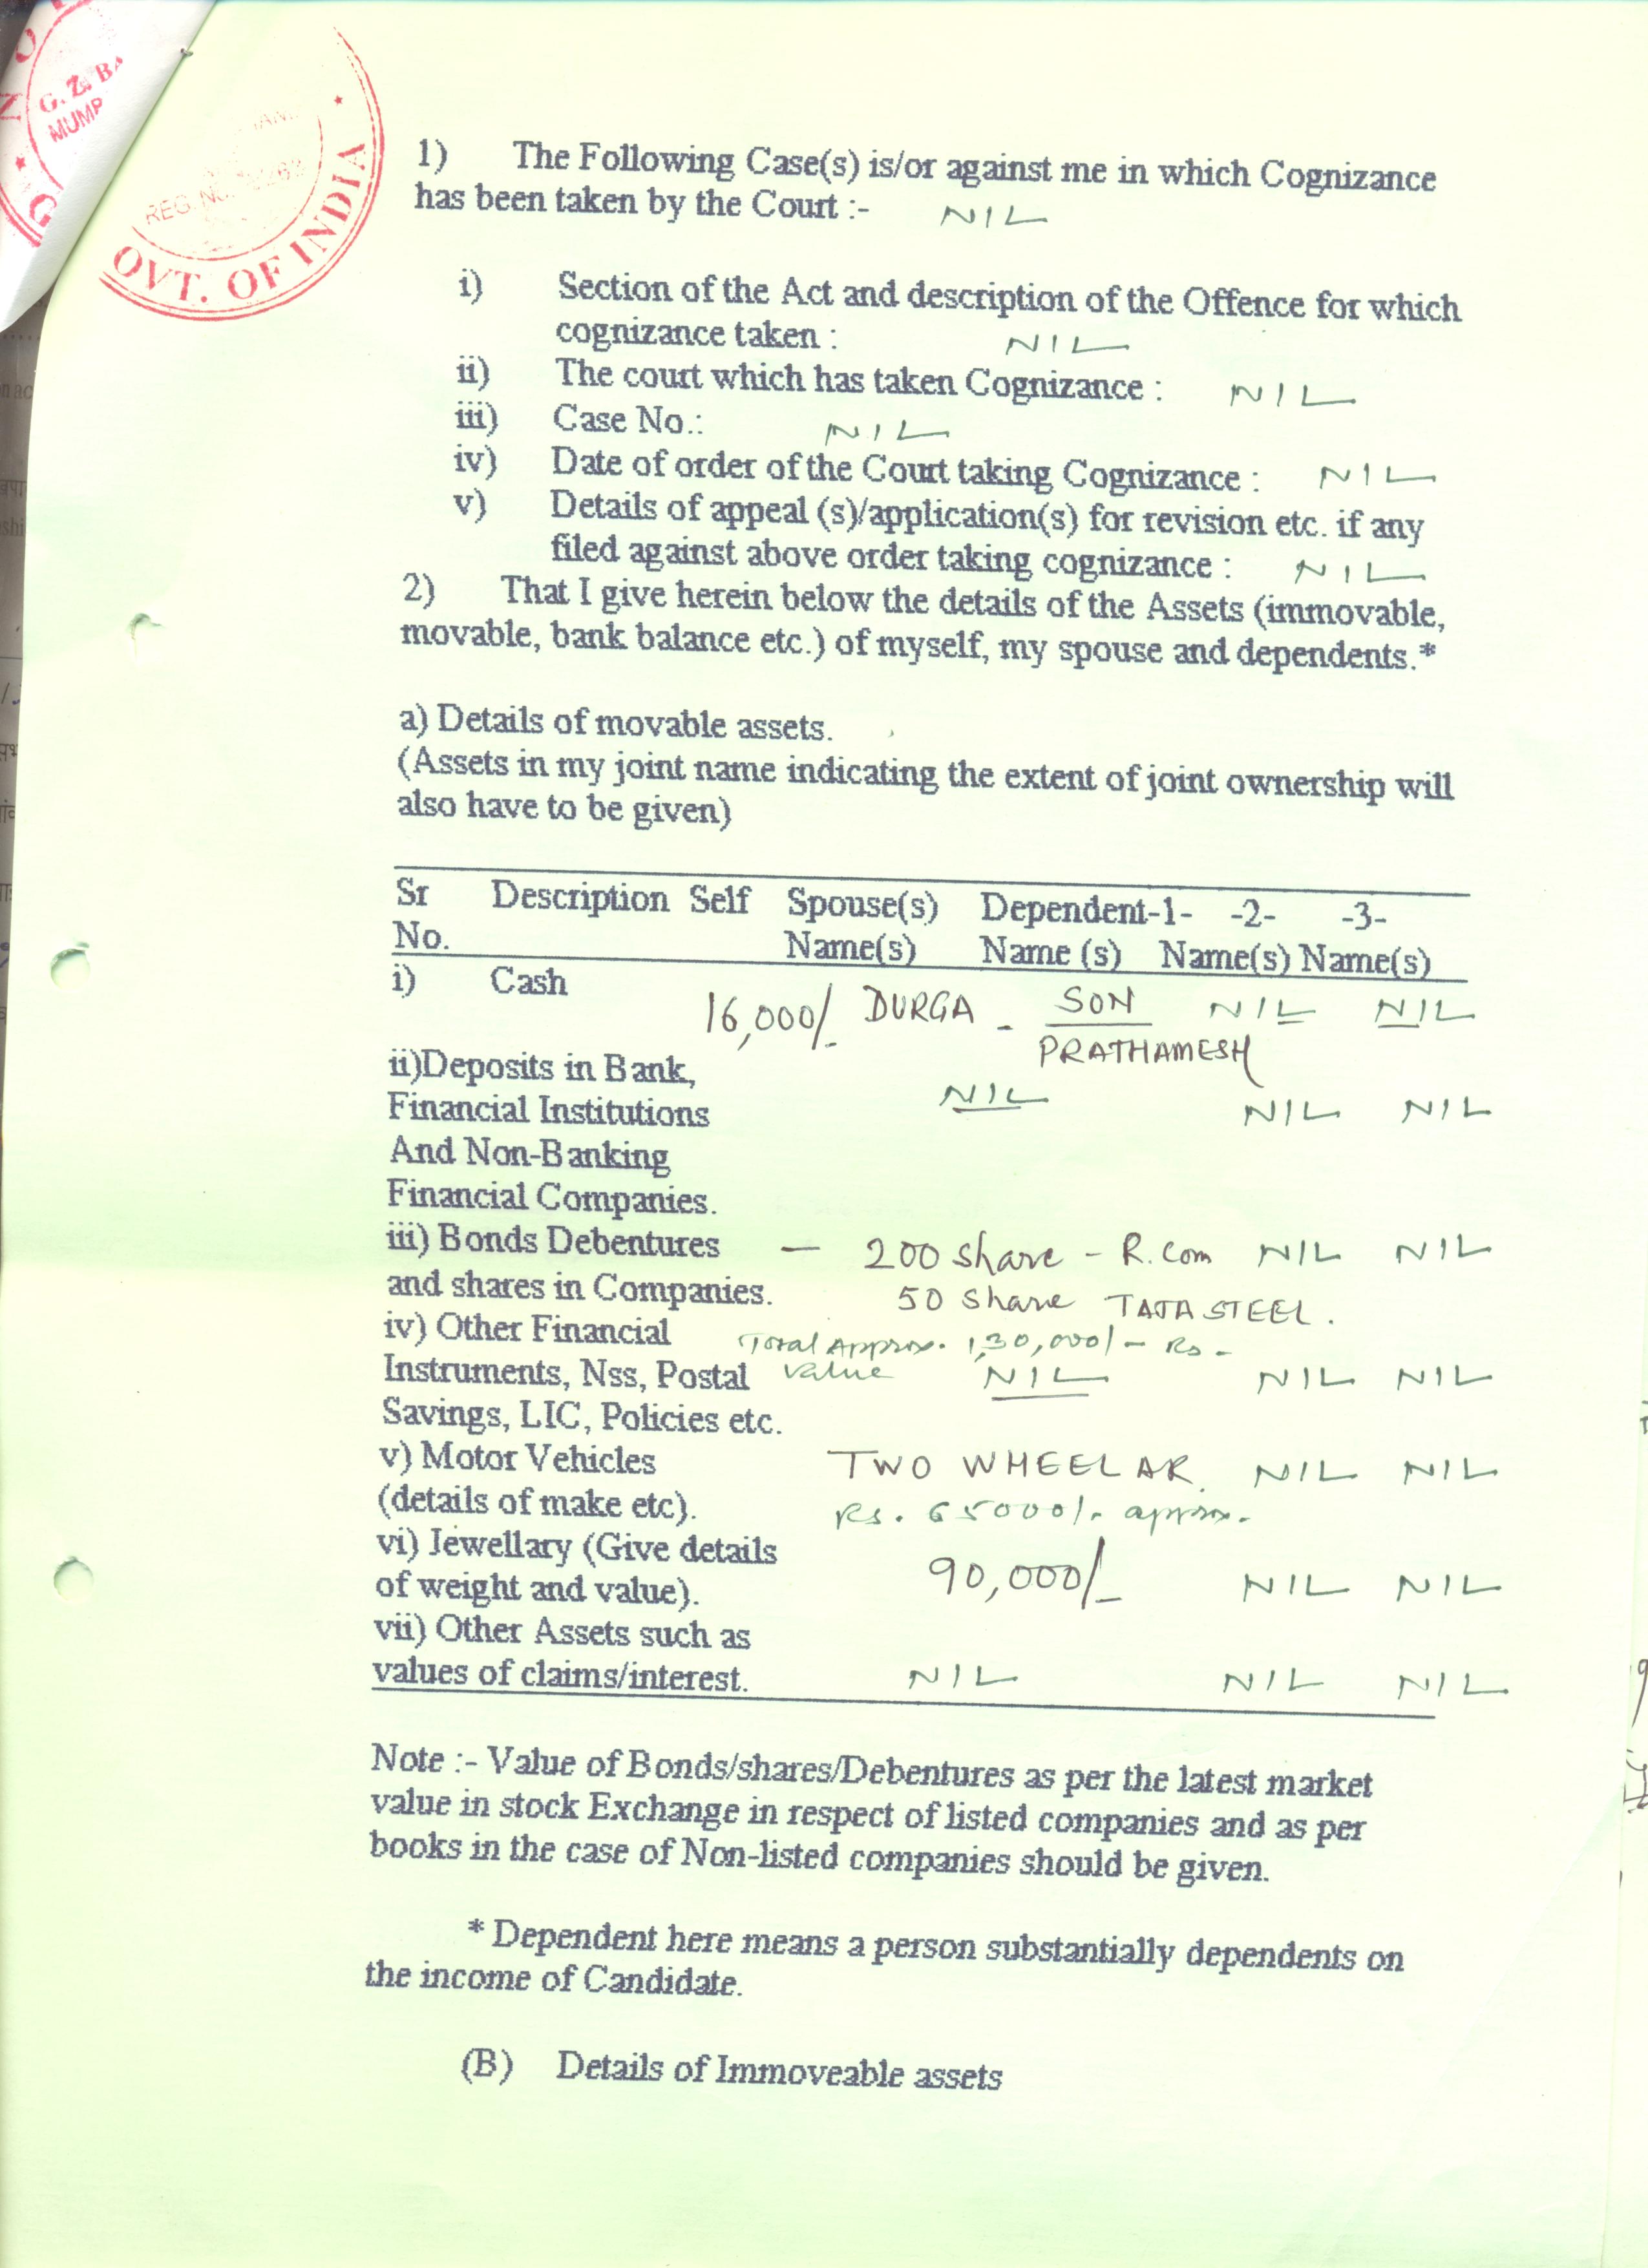 G. Z. BA
MUMP
REG. No.
OVT. OF INDIA
1) The Following Case(s) is/or against me in which Cognizance
has been taken by the Court :- NIL
i) Section of the Act and description of the Offence for which
cognizance taken : NIL
ii) The court which has taken Cognizance : NIL
iii) Case No.: NIL
iv) Date of order of the Court taking Cognizance : NIL
v) Details of appeal (s)/application(s) for revision etc. if any
filed against above order taking cognizance : NIL
2) That I give herein below the details of the Assets (immovable,
movable, bank balance etc.) of myself, my spouse and dependents.*
a) Details of movable assets.
(Assets in my joint name indicating the extent of joint ownership will
also have to be given)
Sr Description Self Spouse(s) Dependent-1- -2- -3-
No. Name(s) Name (s) Name(s) Name(s)
i) Cash 16,000/- DURGA - SON NIL NIL
PRATHAMESH
ii)Deposits in Bank, NIL NIL NIL
Financial Institutions
And Non-Banking
Financial Companies.
iii) Bonds Debentures — 200 share - R.com NIL NIL
and shares in Companies. 50 share TATA STEEL.
iv) Other Financial Total Approx. 1,30,000/- Rs -
Instruments, Nss, Postal value NIL NIL NIL
Savings, LIC, Policies etc.
v) Motor Vehicles TWO WHEELAR. NIL NIL
(details of make etc). Rs. 65000/- approx.
vi) Jewellary (Give details 90,000/-
of weight and value). NIL NIL
vii) Other Assets such as
values of claims/interest. NIL NIL NIL
Note :- Value of Bonds/shares/Debentures as per the latest market
value in stock Exchange in respect of listed companies and as per
books in the case of Non-listed companies should be given.
* Dependent here means a person substantially dependents on
the income of Candidate.
(B) Details of Immoveable assets